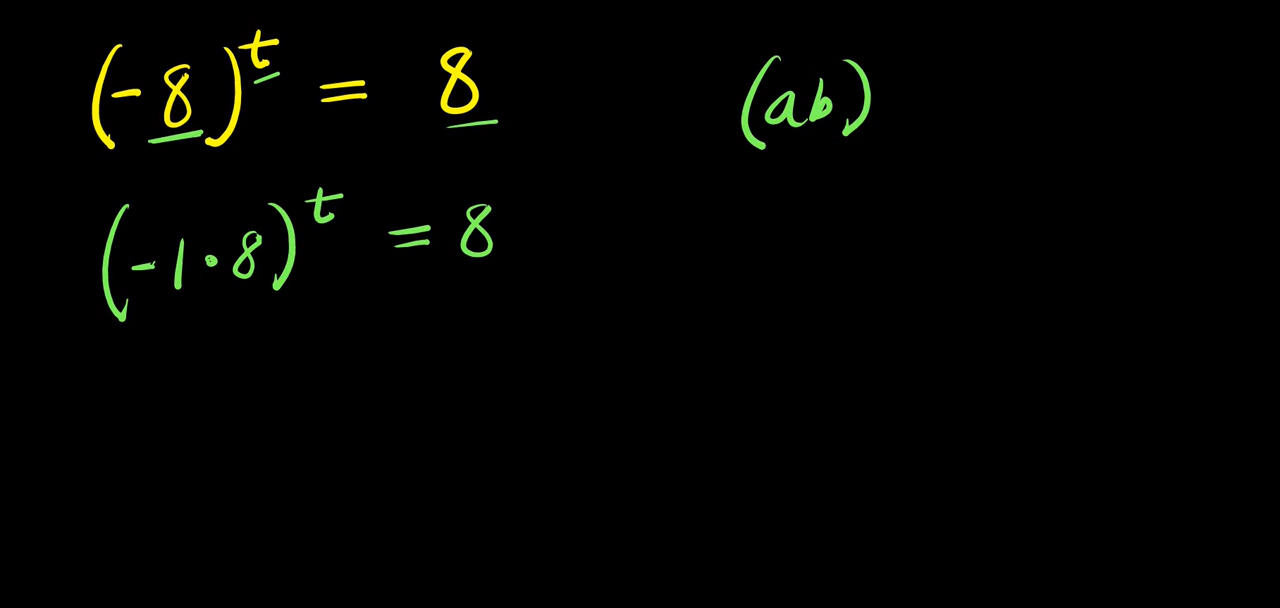 (-8)^t = 8
(ab)
(-1·8)^t = 8